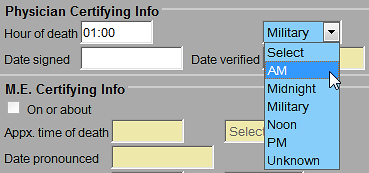 Physician Certifying Info
Hour of death 01:00 Military
Date signed Date verified
Select
AM
Midnight
Military
Noon
PM
Unknown
M.E. Certifying Info
On or about
Appx. time of death Select
Date pronounced